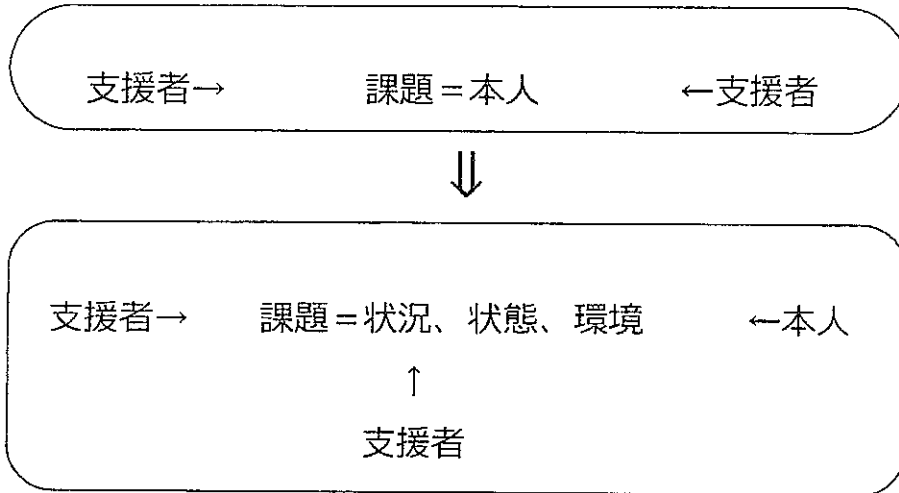 支援者→ 課題＝本人 ←支援者
⇓
支援者→ 課題＝状況、状態、環境 ←本人
↑
支援者